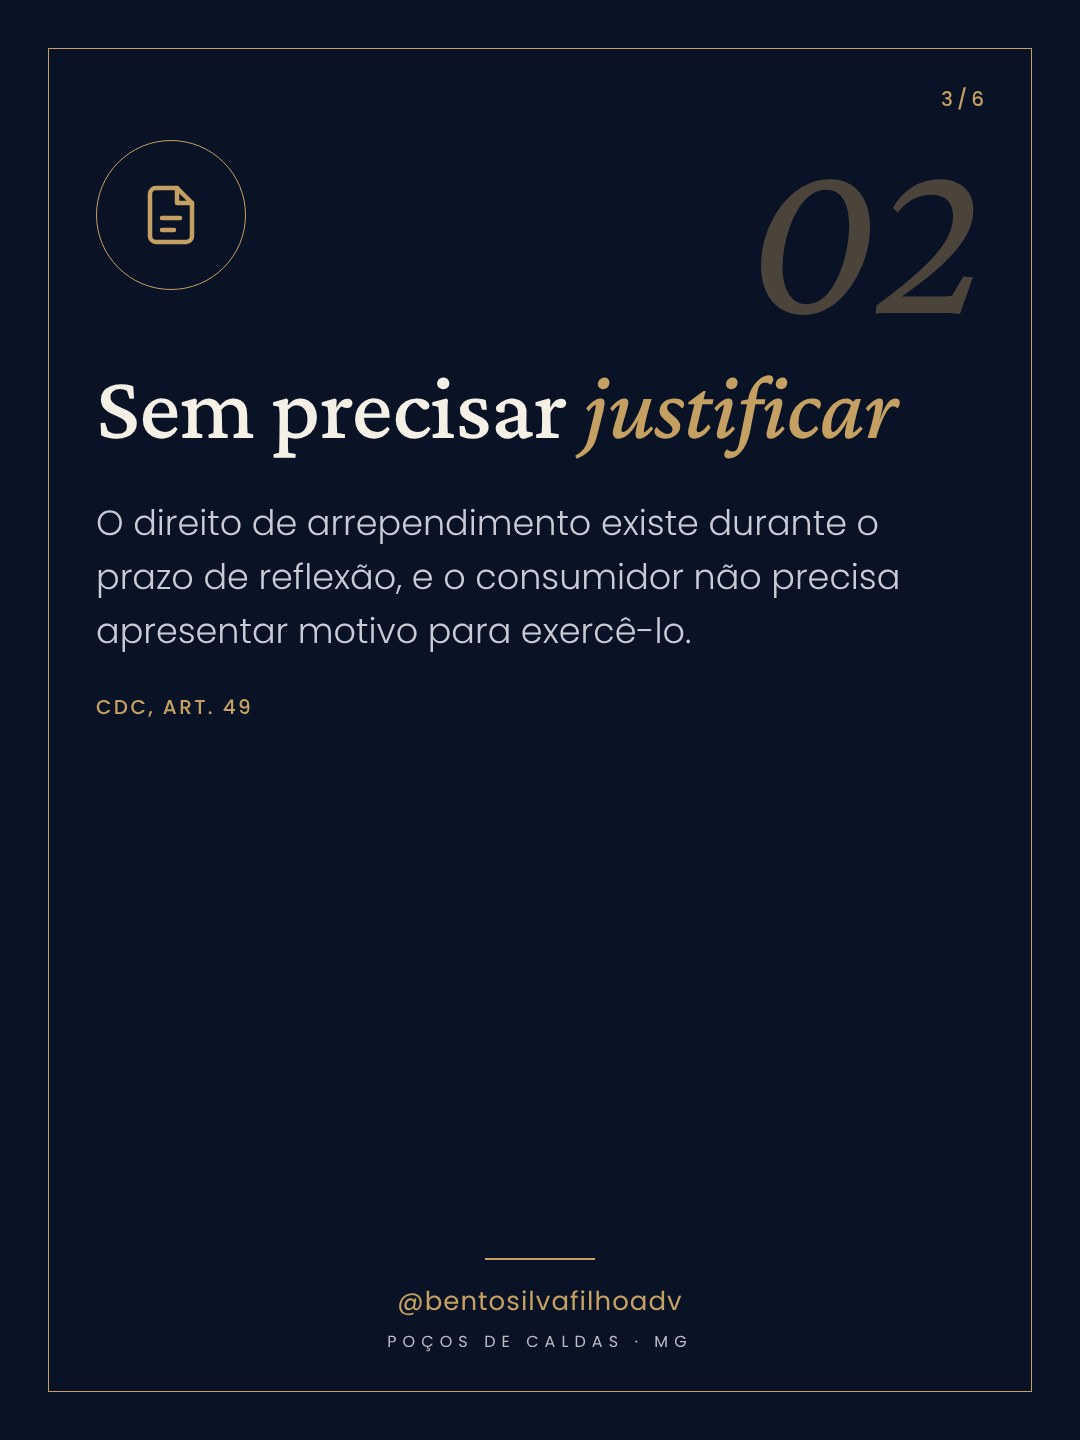 3 / 6
02
Sem precisar justificar
O direito de arrependimento existe durante o
prazo de reflexão, e o consumidor não precisa
apresentar motivo para exercê-lo.
CDC, ART. 49
@bentosilvafilhoadv
POÇOS DE CALDAS · MG